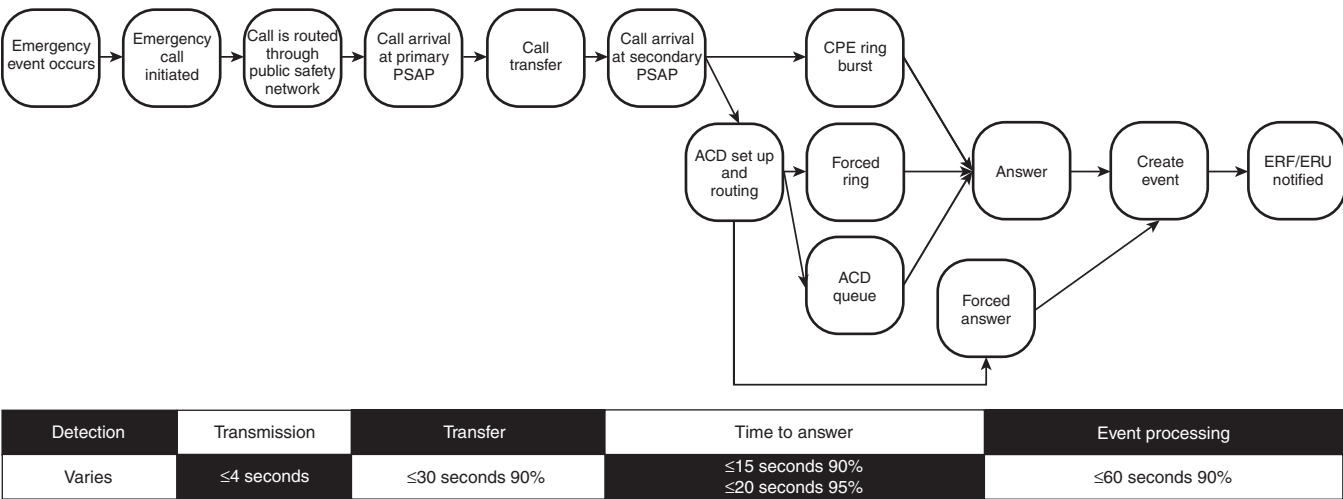 Emergency
event occurs
Emergency
call
initiated
Call is routed
through
public safety
network
Call arrival
at primary
PSAP
Call
transfer
Call arrival
at secondary
PSAP
CPE ring
burst
ACD set up
and
routing
Forced
ring
Answer
Create
event
ERF/ERU
notified
ACD
queue
Forced
answer
Detection
Transmission
Transfer
Time to answer
Event processing
Varies
≤4 seconds
≤30 seconds 90%
≤15 seconds 90%
≤20 seconds 95%
≤60 seconds 90%